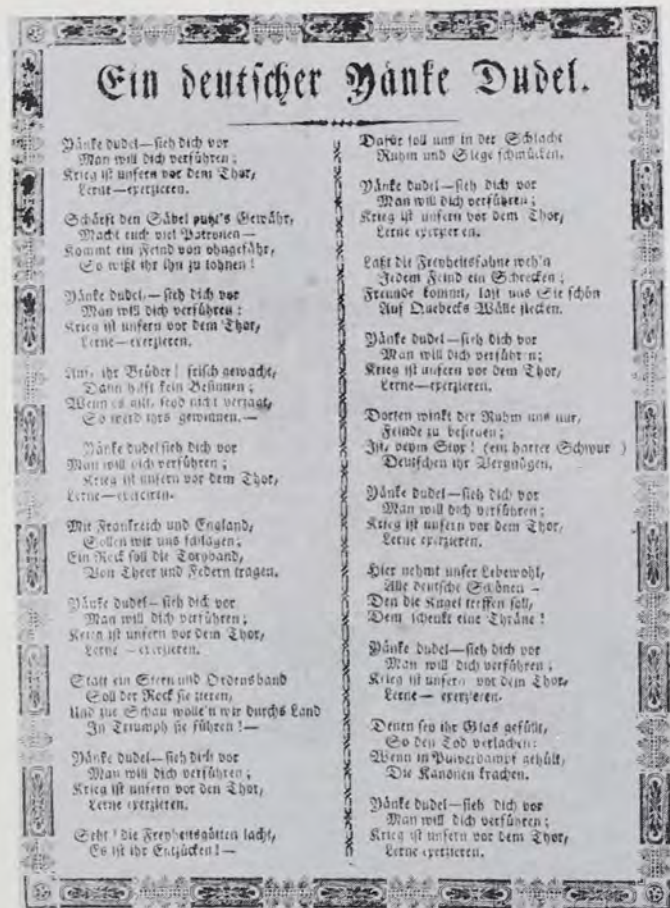 Ein deutscher Yänke Dudel.
Yänke dudel—sieh dich vor
Man will dich verführen;
Krieg ist unfern vor dem Thor,
Lerne—exerzieren.
Schärft den Säbel putzt's Gewähr,
Macht euch viel Patronen—
Kommt ein Feind von ohngefähr,
So wißt ihr ihn zu lohnen!
Yänke dudel,—sieh dich vor
Man will dich verführen:
Krieg ist unfern vor dem Thor,
Lerne—exerzieren.
Auf, ihr Brüder! frisch gewacht,
Dann hilft kein Besinnen;
Wenn es gilt, seyd nicht verzagt,
So werd ihrs gewinnen.—
Yänke dudel sieh dich vor
Man will dich verführen;
Krieg ist unfern vor dem Thor,
Lerne—exerzieren.
Mit Frankreich und England,
Sollen wir uns schlagen;
Ein Rock soll die Toryband,
Von Theer und Federn tragen.
Yänke dudel—sieh dich vor
Man will dich verführen;
Krieg ist unfern vor dem Thor,
Lerne—exerzieren.
Statt ein Stern und Ordensband
Soll der Rock sie zieren,
Und zur Schau woll'n wir durchs Land
In Triumph sie führen!—
Yänke dudel—sieh dich vor
Man will dich verführen;
Krieg ist unfern vor den Thor,
Lerne exerzieren.
Seht! die Freyheitsgötten lacht,
Es ist ihr Entzücken!—
Dafür soll uns in der Schlacht
Ruhm und Siege schmücken.
Yänke dudel—sieh dich vor
Man will dich verführen;
Krieg ist unfern vor dem Thor,
Lerne exerzieren.
Laßt die Freyheitsfahne weh'n
Jedem Feind ein Schrecken;
Freunde kommt, laßt uns Sie schön
Auf Quebecks Wälle stecken.
Yänke dudel—sieh dich vor
Man will dich verführen;
Krieg ist unfern vor dem Thor,
Lerne—exerzieren.
Dorten winkt der Ruhm uns nur,
Feinde zu besiegen;
Ist, beym Stox! (ein harter Schwur)
Deutschen ihr Vergnügen.
Yänke dudel—sieh dich vor
Man will dich verführen;
Krieg ist unfern vor dem Thor,
Lerne exerzieren.
Hier nehmt unser Lebewohl,
Alle deutsche Schönen—
Den die Kugel treffen soll,
Dem schenkt eine Thräne!
Yänke dudel—sieh dich vor
Man will dich verführen;
Krieg ist unfern vor dem Thor,
Lerne—exerzieren.
Denen sey ihr Glas gefüllt,
So den Tod verlachen:
Wenn in Pulverdampf gehüllt,
Die Kanonen krachen.
Yänke dudel—sieh dich vor
Man will dich verführen:
Krieg ist unfern vor dem Thor,
Lerne exerzieren.